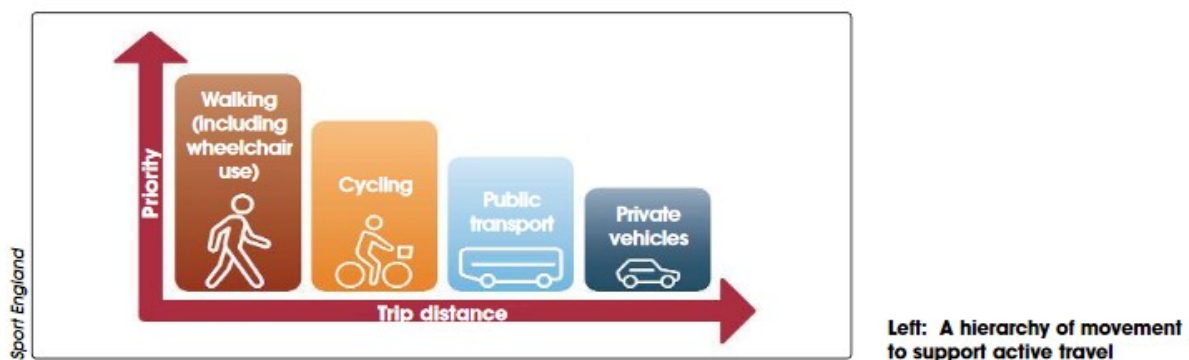 Walking
(including
wheelchair
use)
Cycling
Public
transport
Private
vehicles
Priority
Trip distance
Sport England
Left: A hierarchy of movement
to support active travel